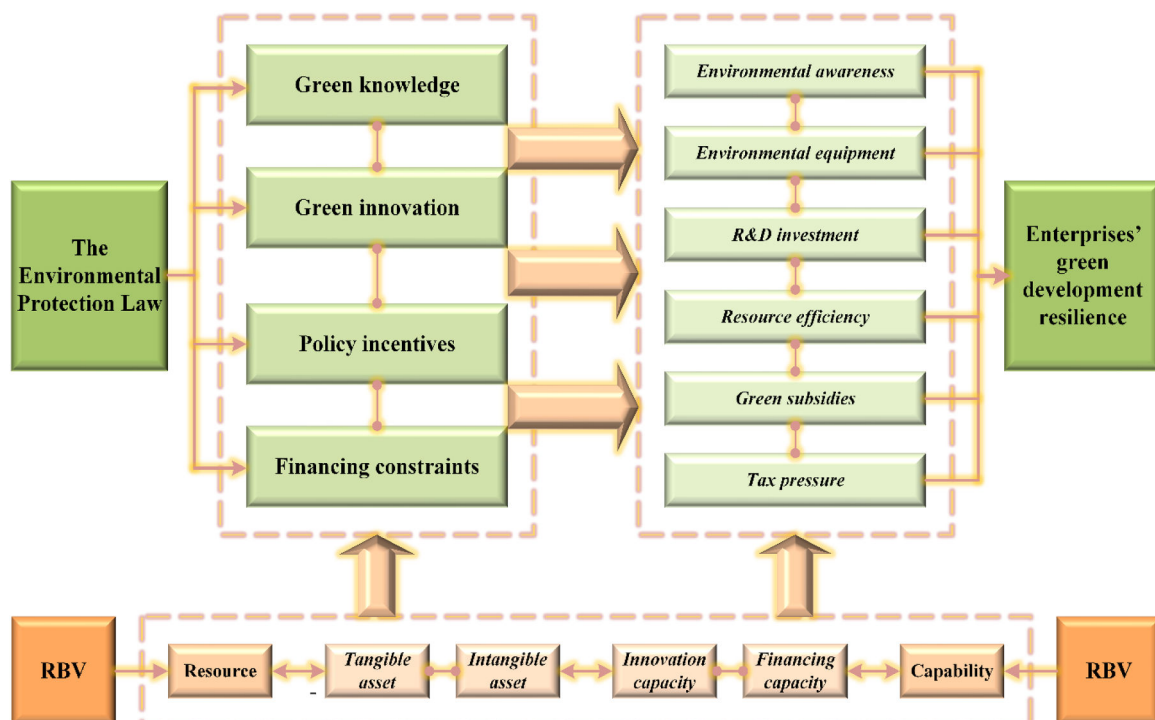 The
Environmental
Protection Law
Green knowledge
Green innovation
Policy incentives
Financing constraints
Environmental awareness
Environmental equipment
R&D investment
Resource efficiency
Green subsidies
Tax pressure
Enterprises’
green
development
resilience
RBV
Resource
Tangible
asset
Intangible
asset
Innovation
capacity
Financing
capacity
Capability
RBV